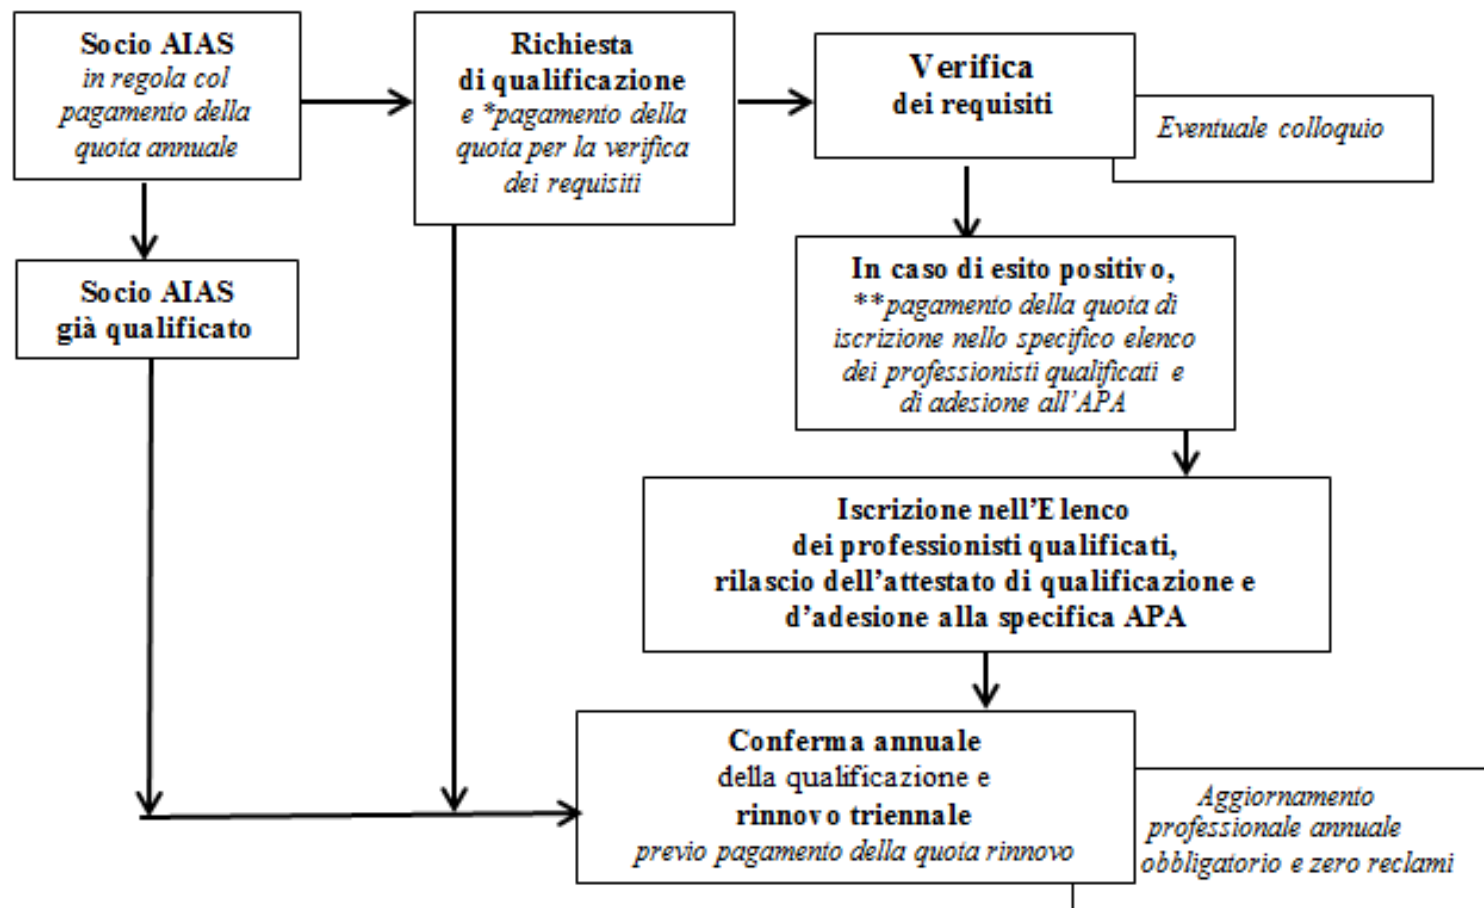 Socio AIAS
in regola col
pagamento della
quota annuale
Richiesta
di qualificazione
e *pagamento della
quota per la verifica
dei requisiti
Verifica
dei requisiti
Eventuale colloquio
Socio AIAS
già qualificato
In caso di esito positivo,
**pagamento della quota di
iscrizione nello specifico elenco
dei professionisti qualificati e
di adesione all'APA
Iscrizione nell'Elenco
dei professionisti qualificati,
rilascio dell'attestato di qualificazione e
d'adesione alla specifica APA
Conferma annuale
della qualificazione e
rinnovo triennale
previo pagamento della quota rinnovo
Aggiornamento
professionale annuale
obbligatorio e zero reclami